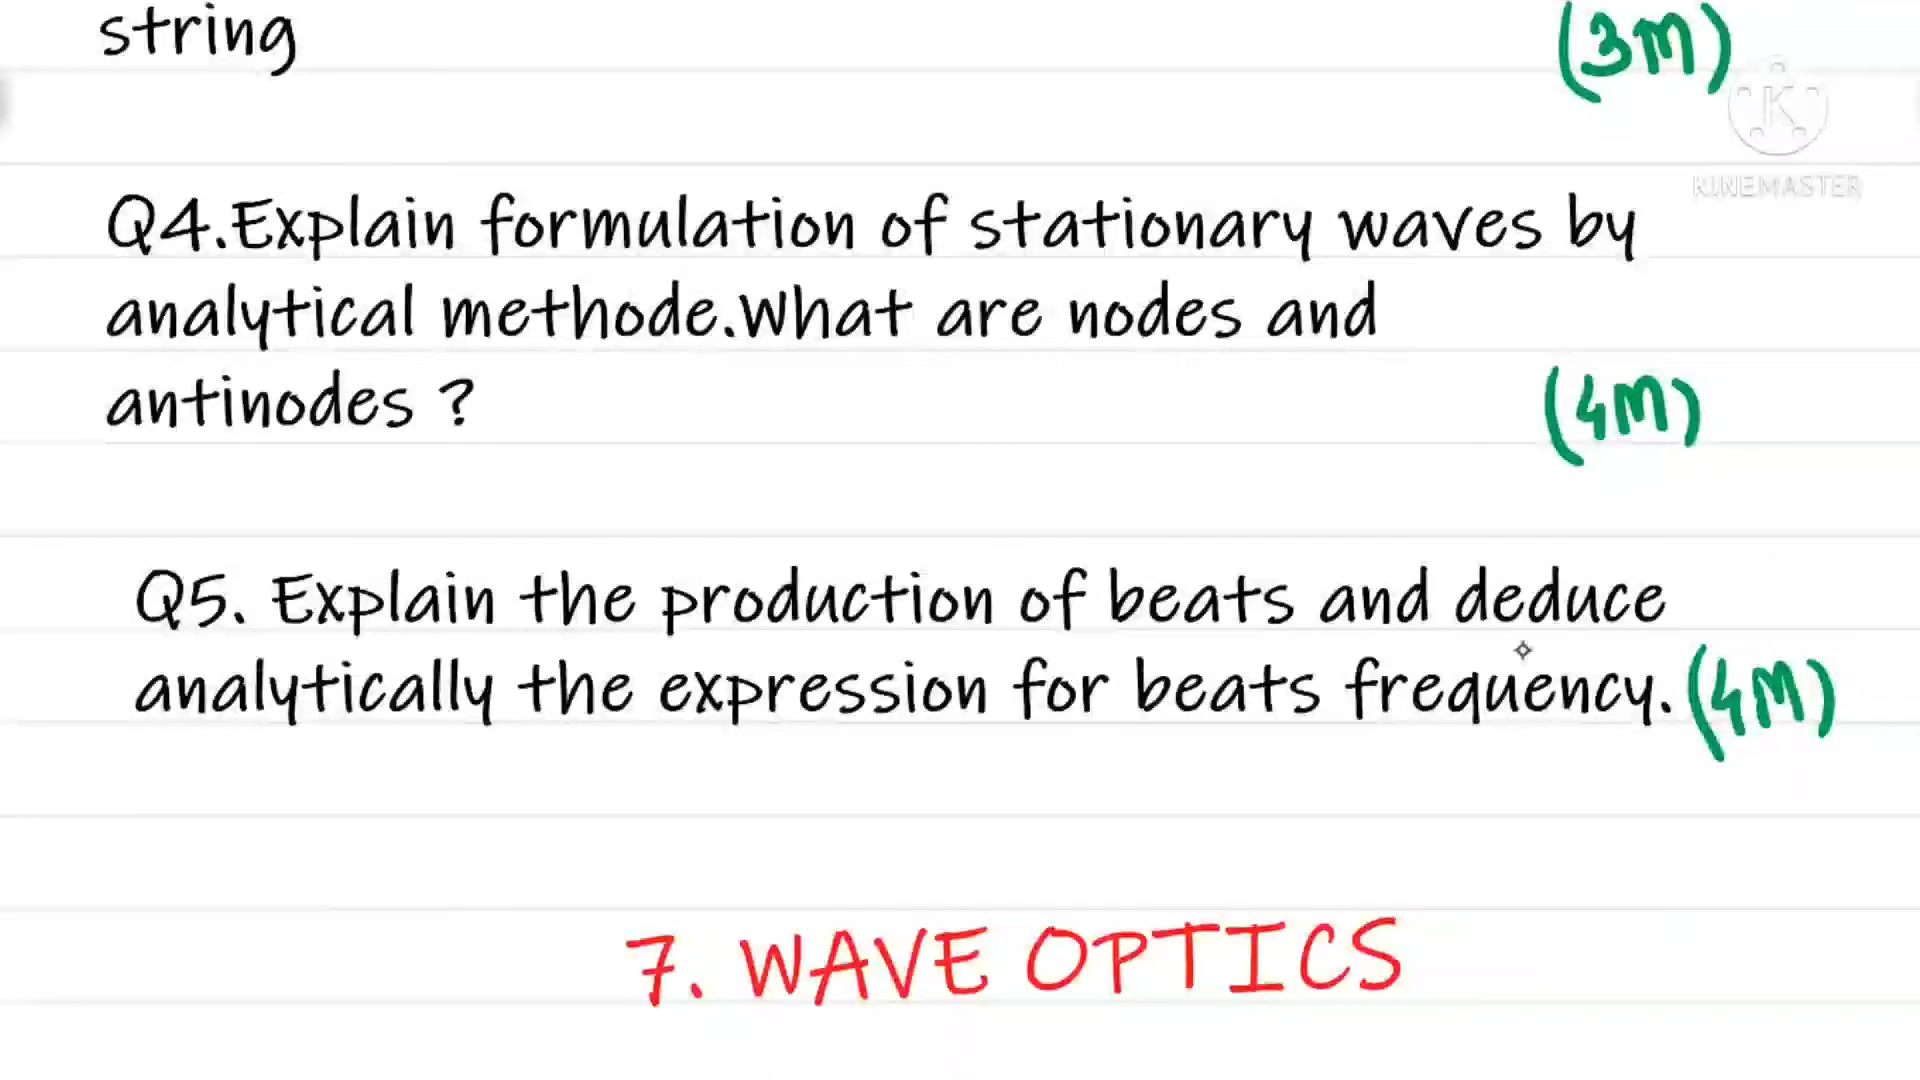 string (3M)
KINEMASTER
Q4.Explain formulation of stationary waves by
analytical methode.What are nodes and
antinodes ? (4M)
Q5. Explain the production of beats and deduce
analytically the expression for beats frequency. (4M)
7. WAVE OPTICS